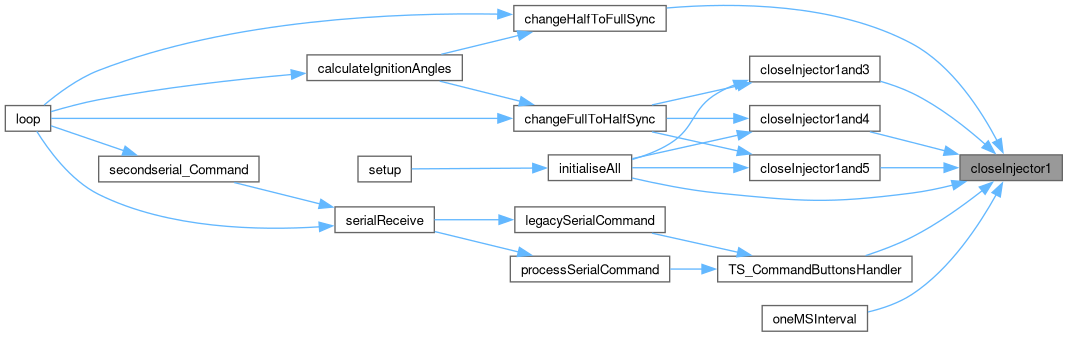 changeHalfToFullSync
calculateIgnitionAngles
closeInjector1and3
loop
changeFullToHalfSync
closeInjector1and4
secondserial_Command
setup
initialiseAll
closeInjector1and5
closeInjector1
serialReceive
legacySerialCommand
processSerialCommand
TS_CommandButtonsHandler
oneMSInterval